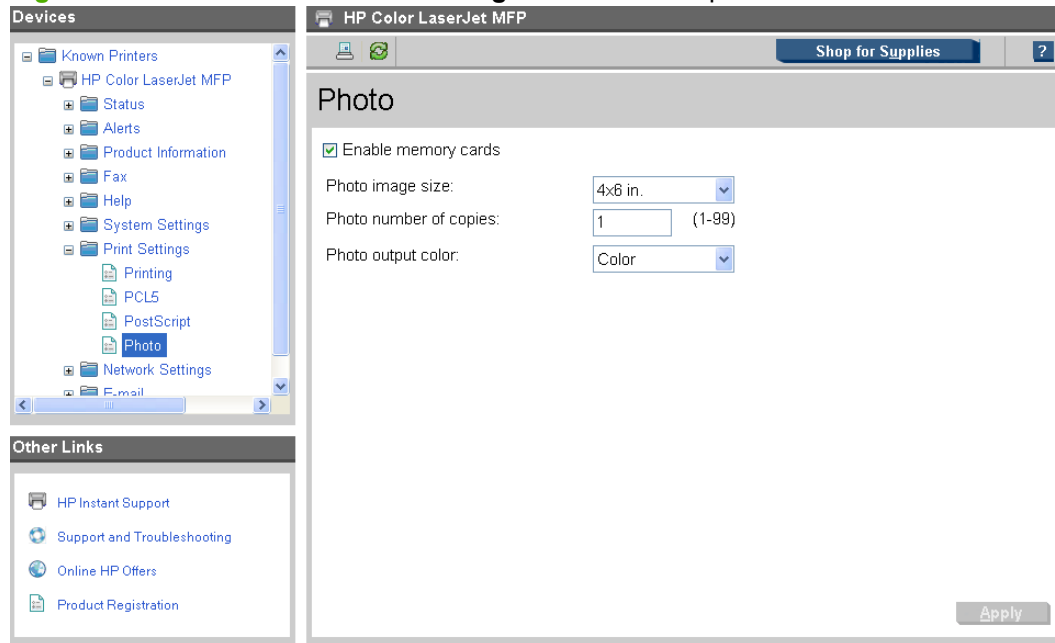 Devices
Known Printers
HP Color LaserJet MFP
Status
Alerts
Product Information
Fax
Help
System Settings
Print Settings
Printing
PCL5
PostScript
Photo
Network Settings
E-mail
Other Links
HP Instant Support
Support and Troubleshooting
Online HP Offers
Product Registration
HP Color LaserJet MFP
Shop for Supplies
?
Photo
Enable memory cards
Photo image size: 4x6 in.
Photo number of copies: 1 (1-99)
Photo output color: Color
Apply